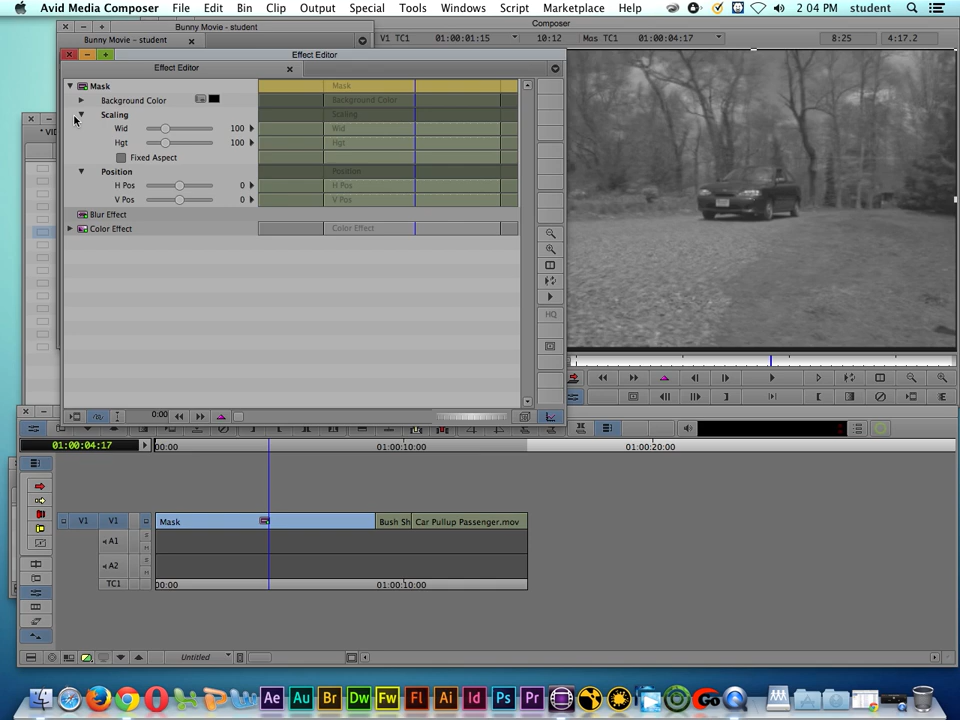 Avid Media Composer File Edit Bin Clip Output Special Tools Windows Script Marketplace Help 2:04 PM student
Composer
Bunny Movie - student
Bunny Movie - student
V1 TC1 01:00:01:15 10:12 Mas TC1 01:00:04:17 8:25 4:17.2
Effect Editor
Effect Editor
Mask Mask
Background Color Background Color
Scaling Scaling
Wid 100 Wid
Hgt 100 Hgt
Fixed Aspect
Position Position
H Pos 0 H Pos
V Pos 0 V Pos
Blur Effect
Color Effect Color Effect
HQ
0:00
01:00:04:17 00:00 01:00:10:00 01:00:20:00
V1 V1 Mask Bush Sh Car Pullup Passenger.mov
A1 S M
A2 S M
TC1 00:00 01:00:10:00
Untitled
Ae Au Br Dw Fw Fl Ai Id Ps Pr